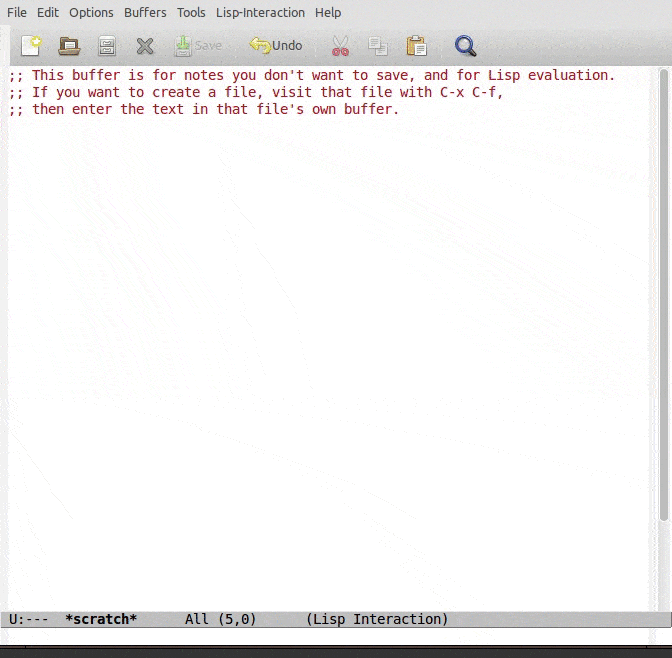 File Edit Options Buffers Tools Lisp-Interaction Help
Save Undo
;; This buffer is for notes you don't want to save, and for Lisp evaluation.
;; If you want to create a file, visit that file with C-x C-f,
;; then enter the text in that file's own buffer.
U:--- *scratch* All (5,0) (Lisp Interaction)